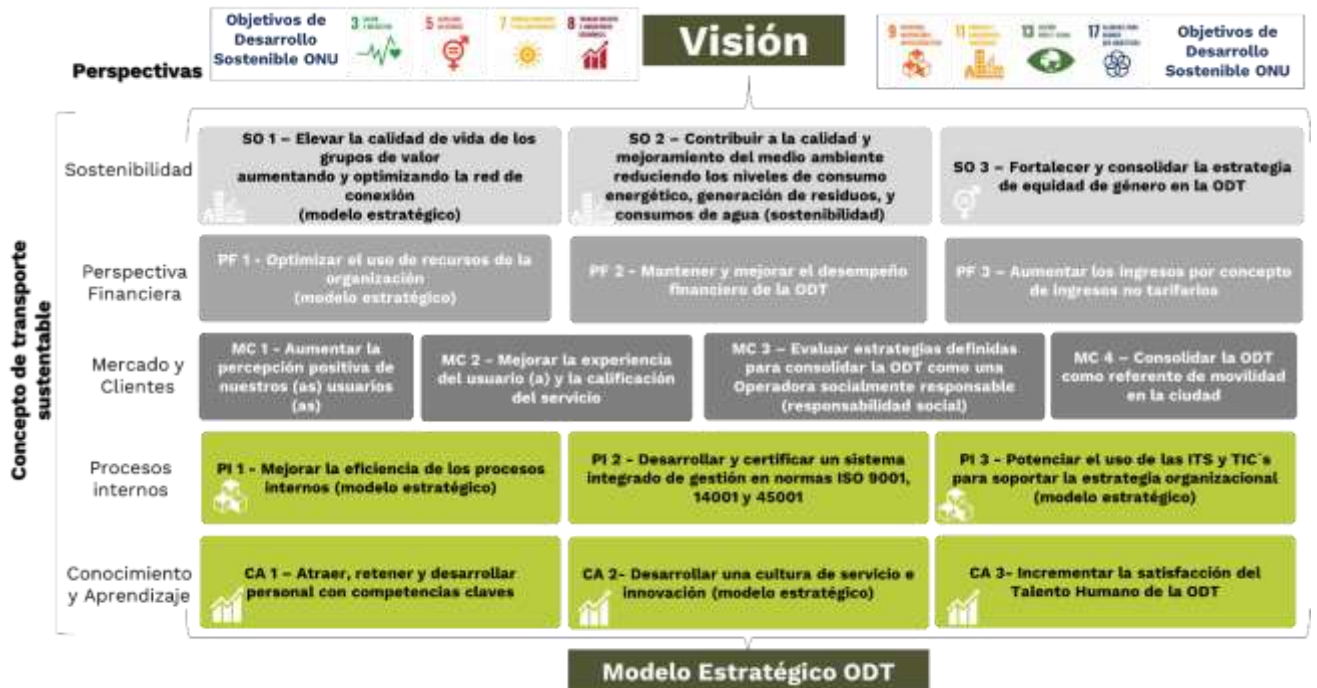 Objetivos de
Desarrollo
Sostenible ONU
3
5
7
8
Visión
9
11
13
17
Objetivos de
Desarrollo
Sostenible ONU
Perspectivas
Concepto de transporte
sustentable
Sostenibilidad
SO 1 – Elevar la calidad de vida de los
grupos de valor
aumentando y optimizando la red de
conexión
(modelo estratégico)
SO 2 – Contribuir a la calidad y
mejoramiento del medio ambiente
reduciendo los niveles de consumo
energético, generación de residuos, y
consumos de agua (sostenibilidad)
SO 3 – Fortalecer y consolidar la estrategia
de equidad de género en la ODT
Perspectiva
Financiera
PF 1 - Optimizar el uso de recursos de la
organización
(modelo estratégico)
PF 2 - Mantener y mejorar el desempeño
financiero de la ODT
PF 3 – Aumentar los ingresos por concepto
de ingresos no tarifarios
Mercado y
Clientes
MC 1 - Aumentar la
percepción positiva de
nuestros (as) usuarios
(as)
MC 2 – Mejorar la experiencia
del usuario (a) y la calificación
del servicio
MC 3 – Evaluar estrategias definidas
para consolidar la ODT como una
Operadora socialmente responsable
(responsabilidad social)
MC 4 – Consolidar la ODT
como referente de movilidad
en la ciudad
Procesos
internos
PI 1 - Mejorar la eficiencia de los procesos
internos (modelo estratégico)
PI 2 - Desarrollar y certificar un sistema
integrado de gestión en normas ISO 9001,
14001 y 45001
PI 3 - Potenciar el uso de las ITS y TIC´s
para soportar la estrategia organizacional
(modelo estratégico)
Conocimiento
y Aprendizaje
CA 1 – Atraer, retener y desarrollar
personal con competencias claves
CA 2- Desarrollar una cultura de servicio e
innovación (modelo estratégico)
CA 3- Incrementar la satisfacción del
Talento Humano de la ODT
Modelo Estratégico ODT